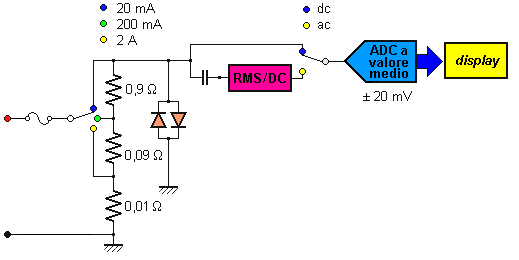 20 mA
200 mA
2 A
dc
ac
ADC a
valore
medio
display
RMS/DC
± 20 mV
0,9 Ω
0,09 Ω
0,01 Ω